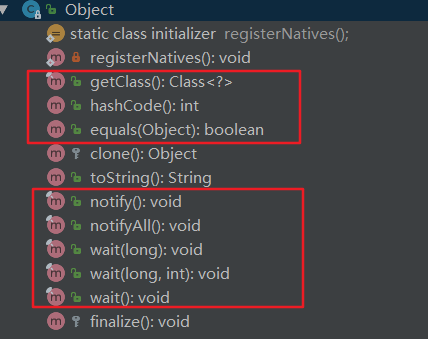 Object
static class initializer registerNatives();
registerNatives(): void
getClass(): Class<?>
hashCode(): int
equals(Object): boolean
clone(): Object
toString(): String
notify(): void
notifyAll(): void
wait(long): void
wait(long, int): void
wait(): void
finalize(): void